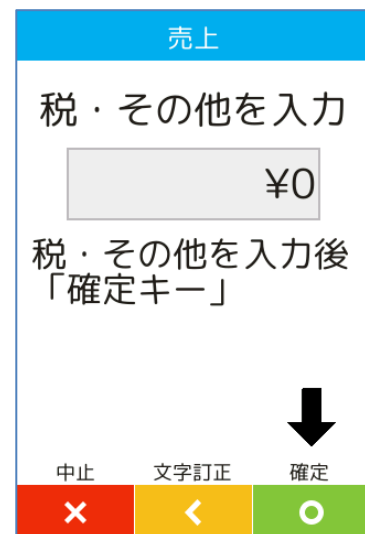 売上
税・その他を入力
¥0
税・その他を入力後
「確定キー」
中止 文字訂正 確定